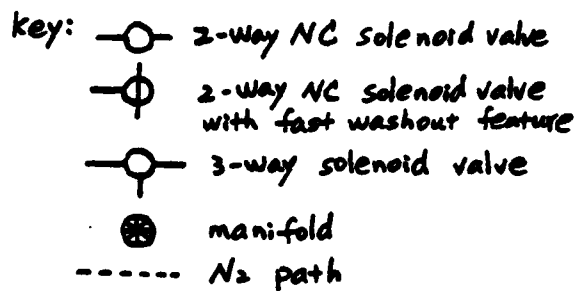 key:
2-way NC solenoid valve
2-way NC solenoid valve
with fast washout feature
3-way solenoid valve
manifold
N2 path